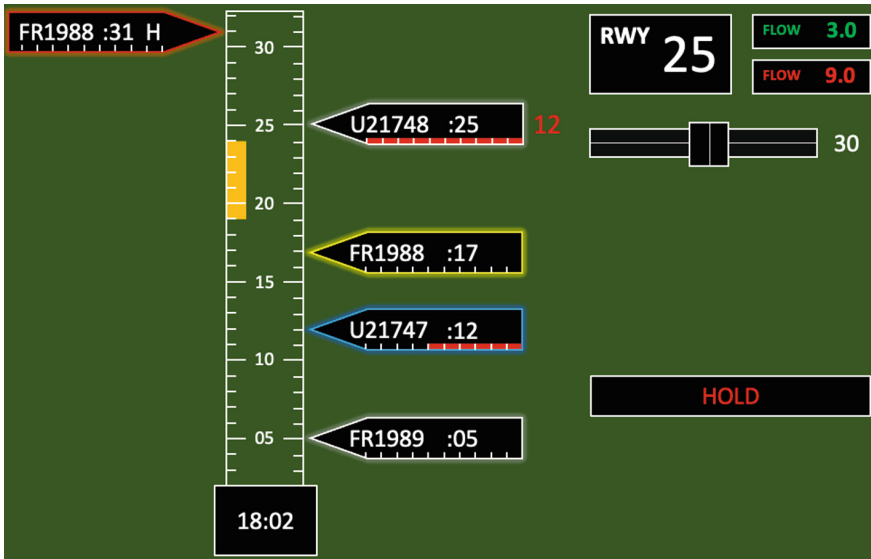 FR1988 :31 H
30
25
20
15
10
05
18:02
U21748 :25
12
FR1988 :17
U21747 :12
FR1989 :05
RWY 25
FLOW 3.0
FLOW 9.0
30
HOLD